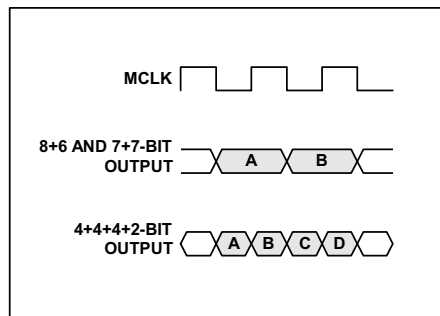 MCLK
8+6 AND 7+7-BIT
OUTPUT
A B
4+4+4+2-BIT
OUTPUT
A B C D